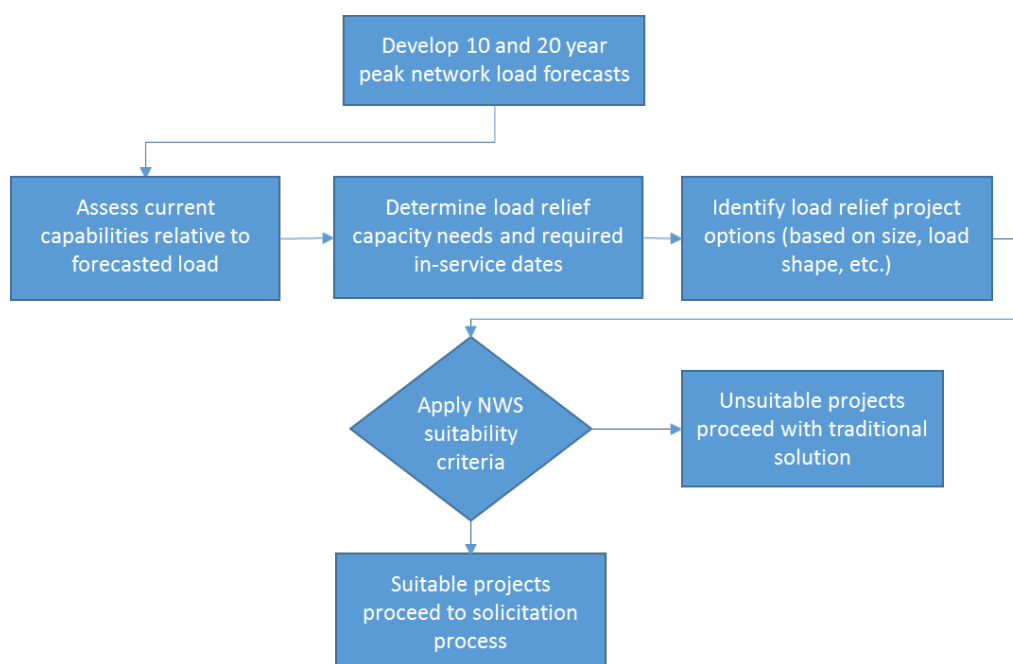 Develop 10 and 20 year
peak network load forecasts
Assess current
capabilities relative to
forecasted load
Determine load relief
capacity needs and required
in-service dates
Identify load relief project
options (based on size, load
shape, etc.)
Apply NWS
suitability
criteria
Unsuitable projects
proceed with traditional
solution
Suitable projects
proceed to solicitation
process